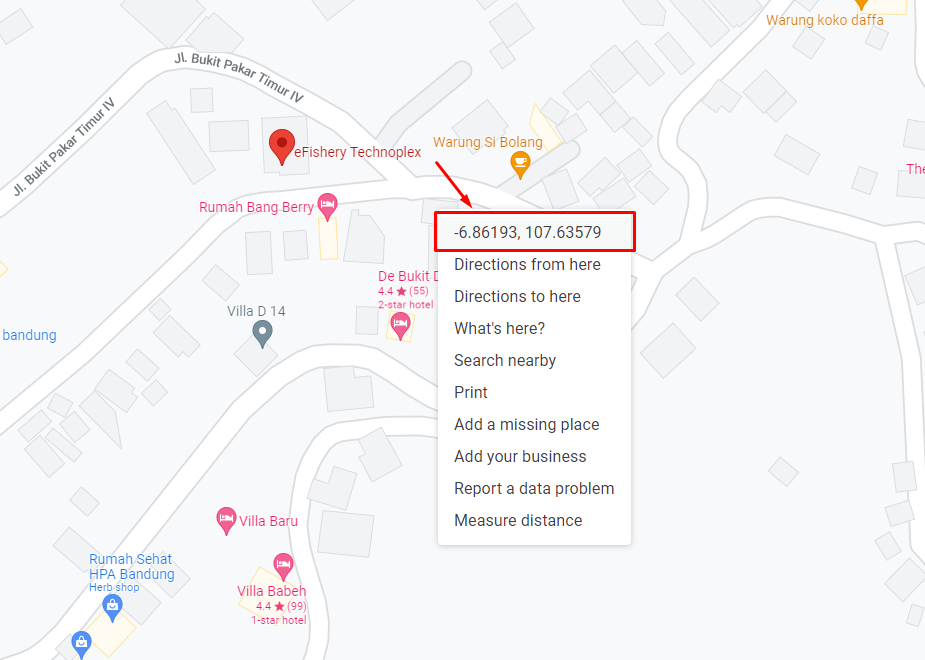 Warung koko daffa
Jl. Bukit Pakar Timur IV
Jl. Bukit Pakar Timur IV
Warung Si Bolang
eFishery Technoplex
The
Rumah Bang Berry
-6.86193, 107.63579
Directions from here
Directions to here
What's here?
Search nearby
Print
Add a missing place
Add your business
Report a data problem
Measure distance
De Bukit D
4.4 ★ (55)
2-star hotel
Villa D 14
bandung
Villa Baru
Rumah Sehat
HPA Bandung
Herb shop
Villa Babeh
4.4 ★ (99)
1-star hotel